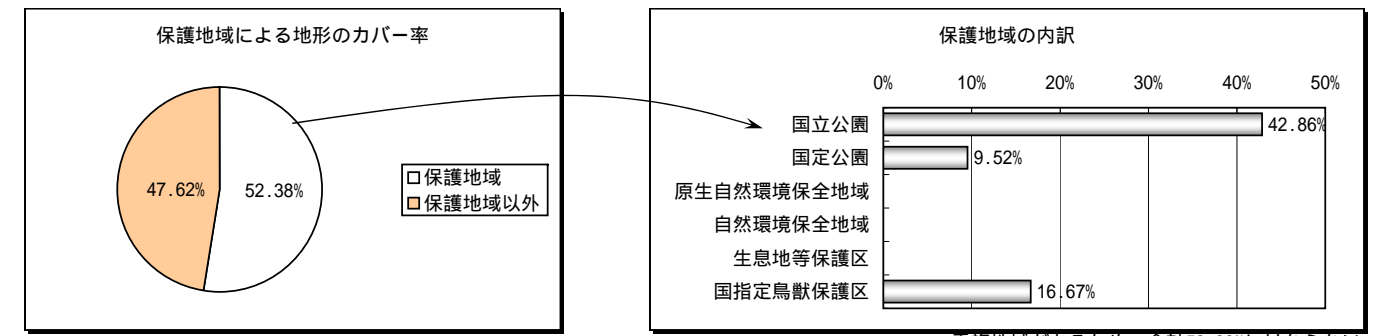 保護地域による地形のカバー率
47.62%
52.38%
保護地域
保護地域以外
保護地域の内訳
0% 10% 20% 30% 40% 50%
国立公園 42.86%
国定公園 9.52%
原生自然環境保全地域
自然環境保全地域
生息地等保護区
国指定鳥獣保護区 16.67%